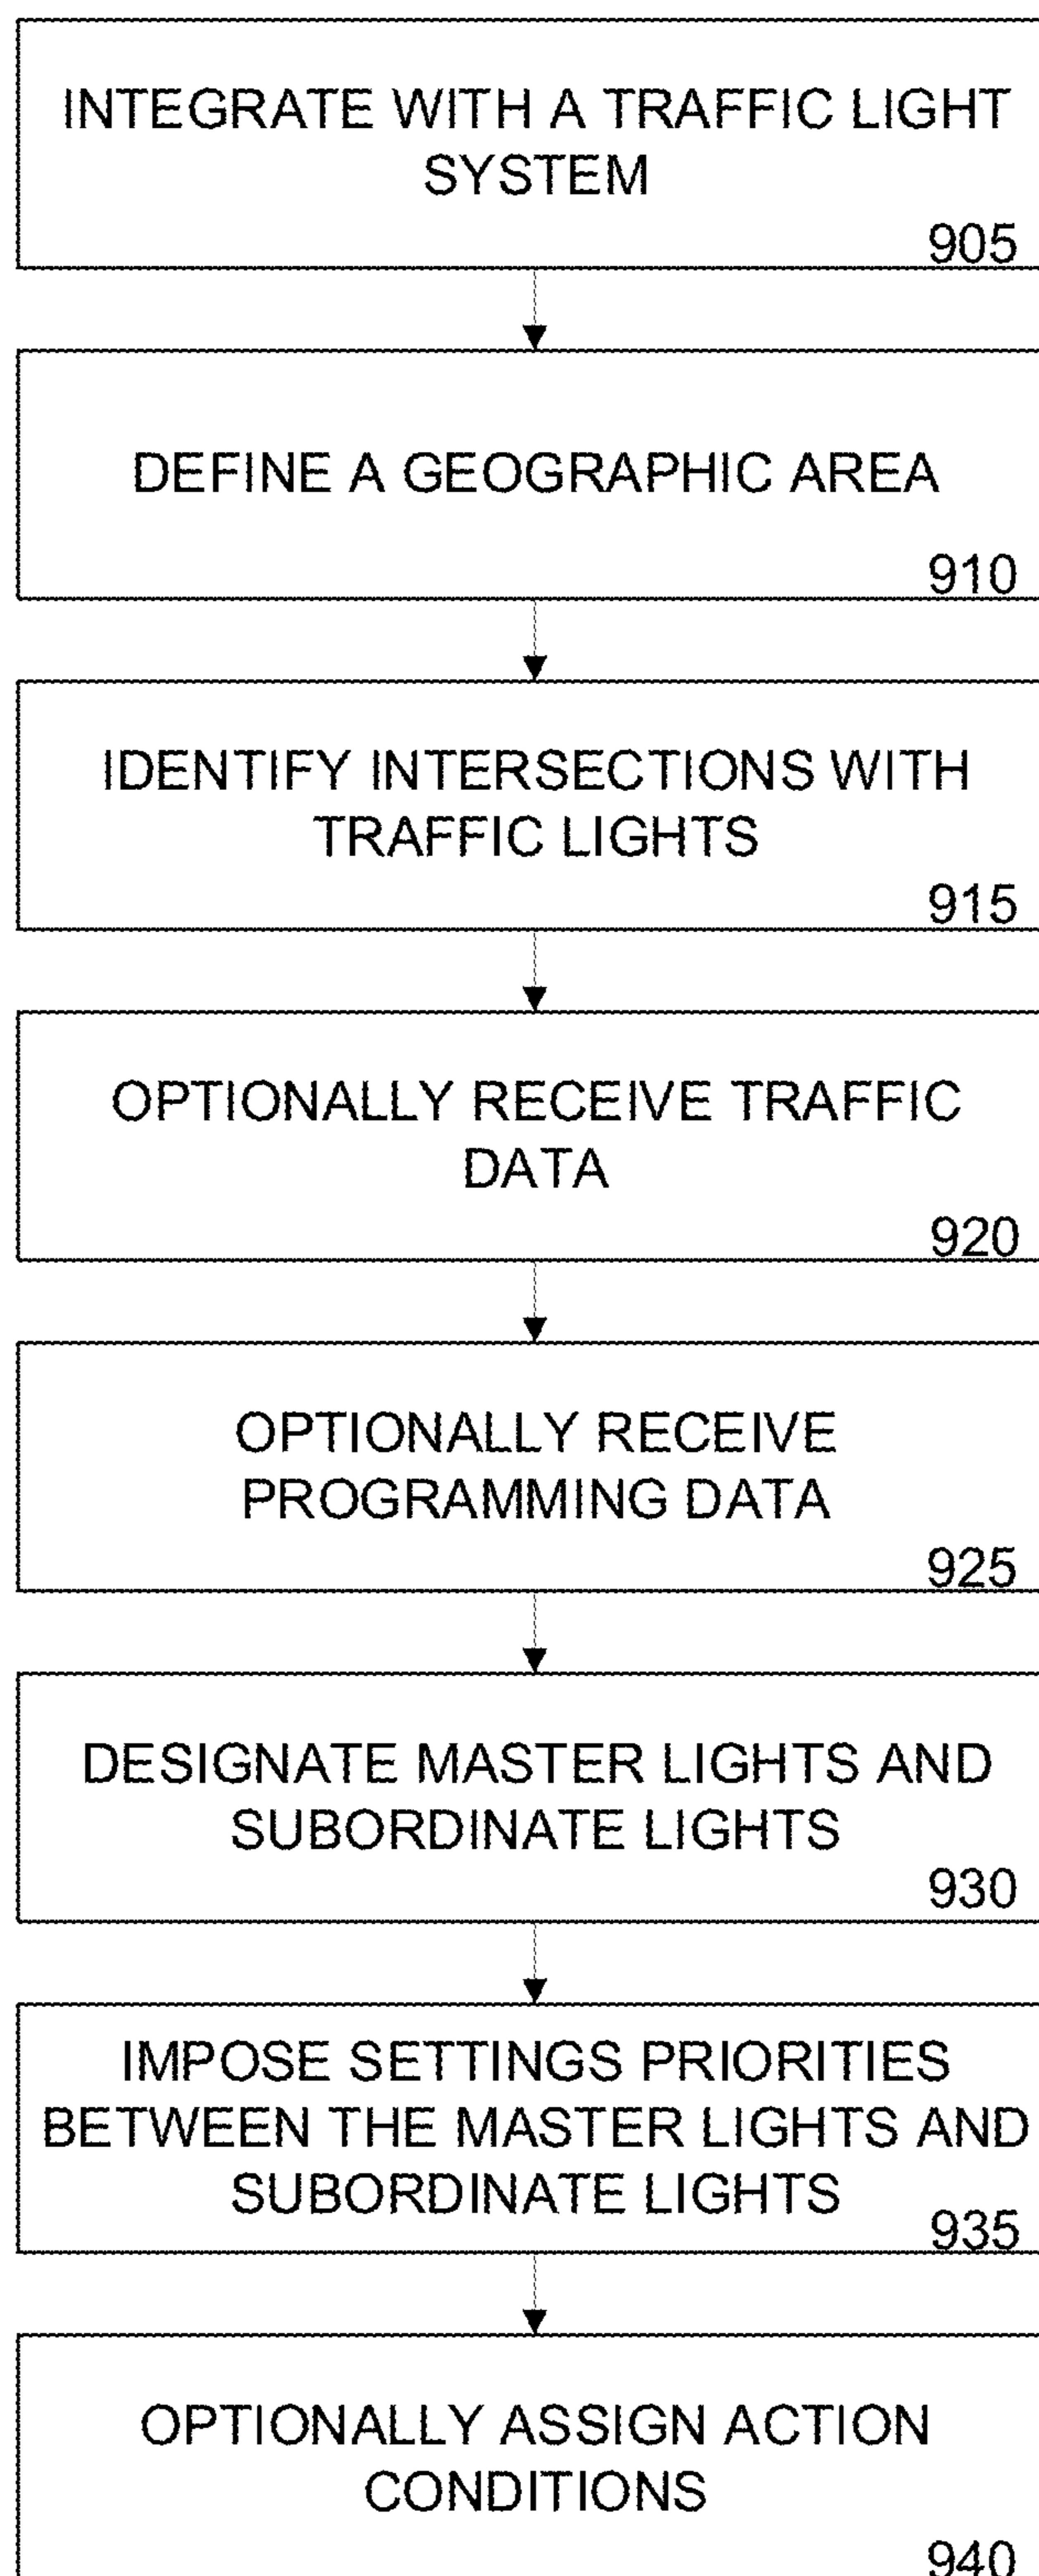 INTEGRATE WITH A TRAFFIC LIGHT
SYSTEM
905
DEFINE A GEOGRAPHIC AREA
910
IDENTIFY INTERSECTIONS WITH
TRAFFIC LIGHTS
915
OPTIONALLY RECEIVE TRAFFIC
DATA
920
OPTIONALLY RECEIVE
PROGRAMMING DATA
925
DESIGNATE MASTER LIGHTS AND
SUBORDINATE LIGHTS
930
IMPOSE SETTINGS PRIORITIES
BETWEEN THE MASTER LIGHTS AND
SUBORDINATE LIGHTS
935
OPTIONALLY ASSIGN ACTION
CONDITIONS
940